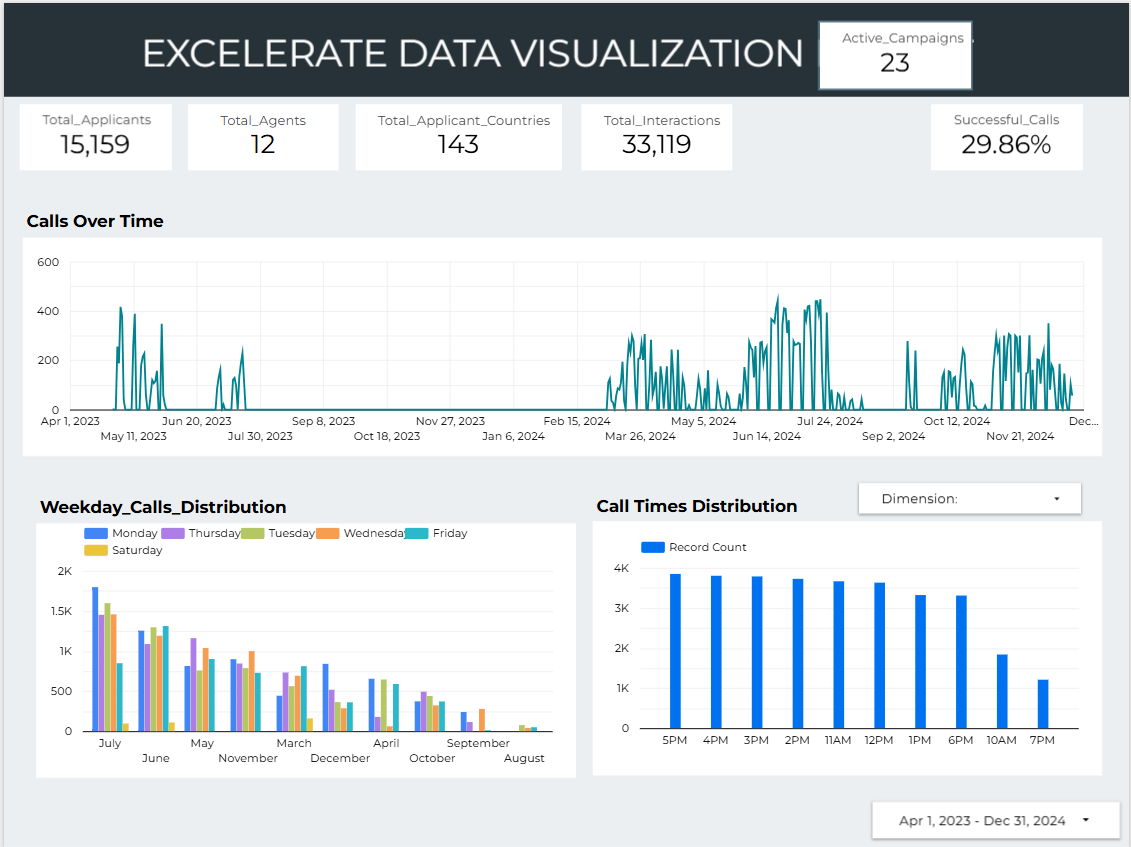 EXCELERATE DATA VISUALIZATION
Active_Campaigns
23
Total_Applicants
15,159
Total_Agents
12
Total_Applicant_Countries
143
Total_Interactions
33,119
Successful_Calls
29.86%
Calls Over Time
600
400
200
0
Apr 1, 2023 Jun 20, 2023 Sep 8, 2023 Nov 27, 2023 Feb 15, 2024 May 5, 2024 Jul 24, 2024 Oct 12, 2024 Dec...
May 11, 2023 Jul 30, 2023 Oct 18, 2023 Jan 6, 2024 Mar 26, 2024 Jun 14, 2024 Sep 2, 2024 Nov 21, 2024
Weekday_Calls_Distribution
Monday Thursday Tuesday Wednesday Friday
Saturday
2K
1.5K
1K
500
0
July May March April September
June November December October August
Call Times Distribution
Dimension:
Record Count
4K
3K
2K
1K
0
5PM 4PM 3PM 2PM 11AM 12PM 1PM 6PM 10AM 7PM
Apr 1, 2023 - Dec 31, 2024